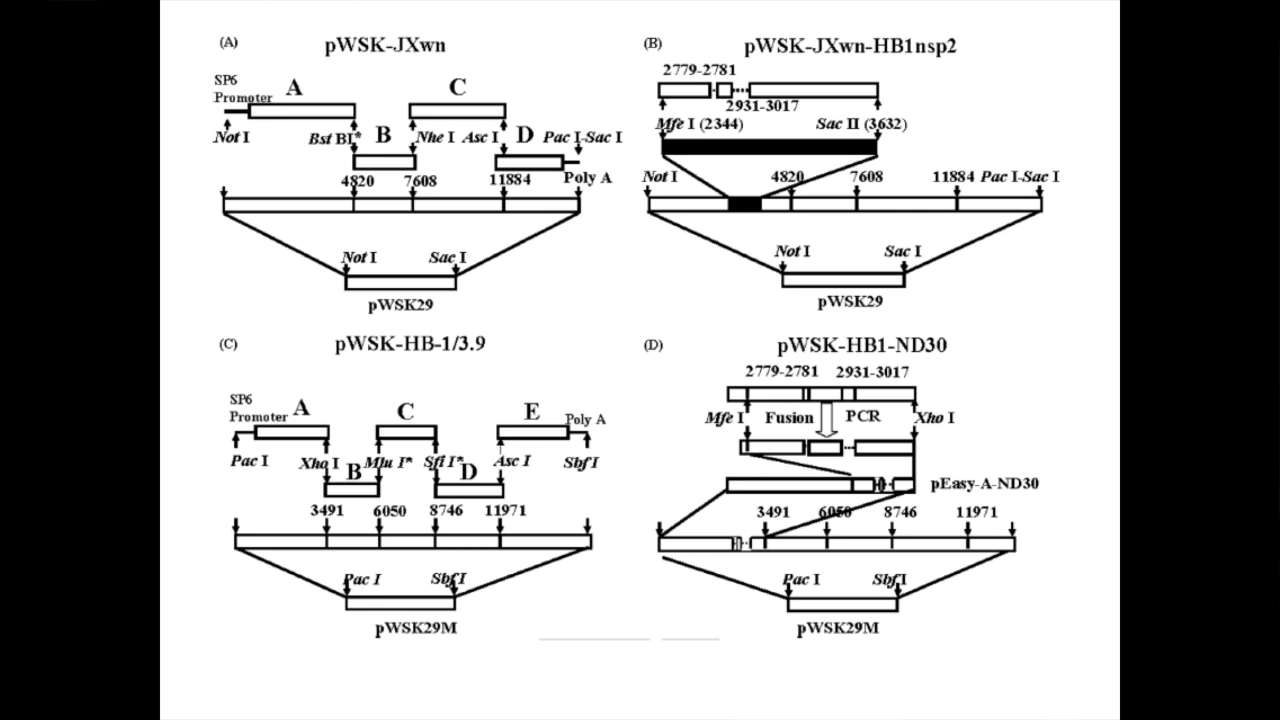 (A) pWSK-JXwn
SP6
Promoter A C
Not I Bst BI* B Nhe I Asc I D Pac I-Sac I
4820 7608 11884 Poly A
Not I Sac I
pWSK29
(B) pWSK-JXwn-HB1nsp2
2779-2781
2931-3017
Mfe I (2344) Sac II (3632)
Not I 4820 7608 11884 Pac I-Sac I
Not I Sac I
pWSK29
(C) pWSK-HB-1/3.9
SP6
Promoter A C E Poly A
Pac I Xho I B Mlu I* Sfi I* D Asc I Sbf I
3491 6050 8746 11971
Pac I Sbf I
pWSK29M
(D) pWSK-HB1-ND30
2779-2781 2931-3017
Mfe I Fusion PCR Xho I
pEasy-A-ND30
3491 6050 8746 11971
Pac I Sbf I
pWSK29M